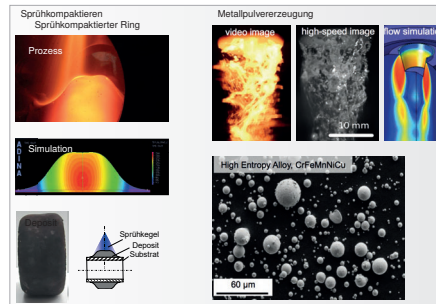 Sprühkompaktieren
Sprühkompaktierter Ring
Prozess
ADINA
Simulation
Sprühkegel
Deposit
Substrat
Metallpulvererzeugung
video image
high-speed image
flow simulation
10 mm
High Entropy Alloy, CrFeMnNiCu
60 µm